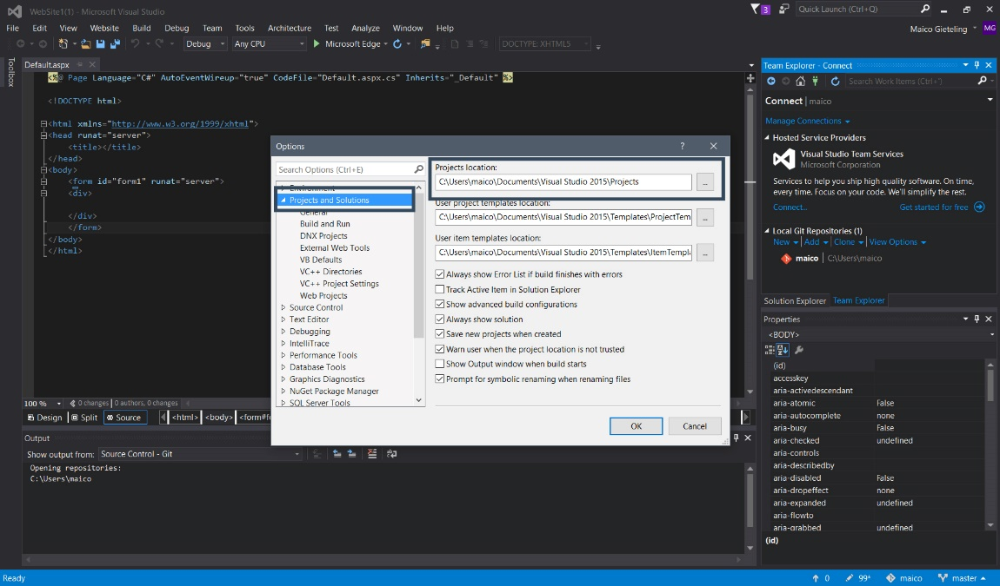 WebSite1(1) - Microsoft Visual Studio
3
Quick Launch (Ctrl+Q)
File Edit View Website Build Debug Team Tools Architecture Test Analyze Window Help
Maico Gieteling MG
Debug Any CPU Microsoft Edge DOCTYPE: XHTML5
Toolbox
Default.aspx
<%@ Page Language="C#" AutoEventWireup="true" CodeFile="Default.aspx.cs" Inherits="_Default" %>
<!DOCTYPE html>
<html xmlns="http://www.w3.org/1999/xhtml">
<head runat="server">
<title></title>
</head>
<body>
<form id="form1" runat="server">
<div>
</div>
</form>
</body>
</html>
100 % 0 changes | 0 authors, 0 changes
Design Split Source <html> <body>
Options ?
Search Options (Ctrl+E)
Environment
Projects and Solutions
General
Build and Run
DNX Projects
External Web Tools
VB Defaults
VC++ Directories
VC++ Project Settings
Web Projects
Source Control
Text Editor
Debugging
IntelliTrace
Performance Tools
Database Tools
Graphics Diagnostics
NuGet Package Manager
SQL Server Tools
Projects location:
C:\Users\maico\Documents\Visual Studio 2015\Projects
...
User project templates location:
C:\Users\maico\Documents\Visual Studio 2015\Templates\ProjectTem
...
User item templates location:
C:\Users\maico\Documents\Visual Studio 2015\Templates\ItemTempl
...
Always show Error List if build finishes with errors
Track Active Item in Solution Explorer
Show advanced build configurations
Always show solution
Save new projects when created
Warn user when the project location is not trusted
Show Output window when build starts
Prompt for symbolic renaming when renaming files
OK Cancel
Output
Show output from: Source Control - Git
Opening repositories:
C:\Users\maico
Team Explorer - Connect
Search Work Items (Ctrl+')
Connect | maico
Manage Connections
Hosted Service Providers
Visual Studio Team Services
Microsoft Corporation
Services to help you ship high quality software. On time,
every time. Focus on your code. We'll simplify the rest.
Connect... Get started for free
Local Git Repositories (1)
New | Add | Clone | View Options
maico | C:\Users\maico
Solution Explorer Team Explorer
Properties
<BODY>
(id)
accesskey
aria-activedescendant
aria-atomic False
aria-autocomplete none
aria-busy False
aria-checked undefined
aria-controls
aria-describedby
aria-disabled False
aria-dropeffect none
aria-expanded undefined
aria-flowto
aria-grabbed undefined
(id)
Ready 0 99* maico master